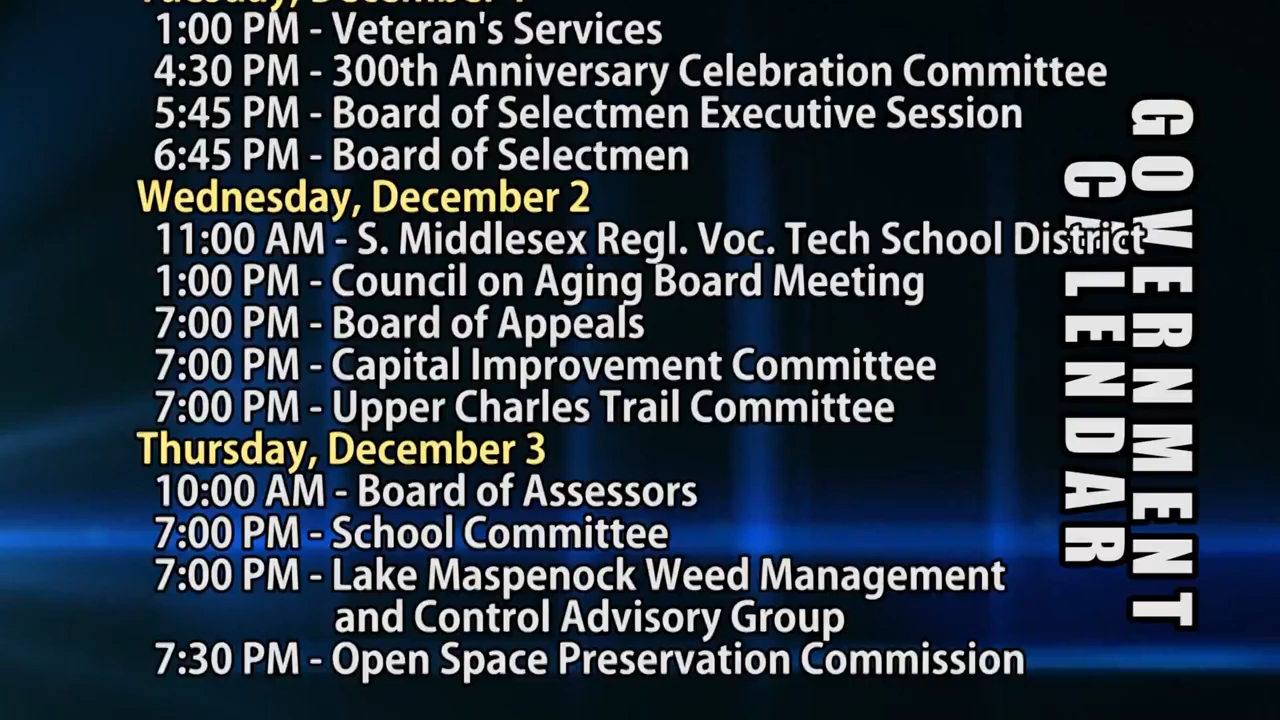 Tuesday, December 1
1:00 PM - Veteran's Services
4:30 PM - 300th Anniversary Celebration Committee
5:45 PM - Board of Selectmen Executive Session
6:45 PM - Board of Selectmen
Wednesday, December 2
11:00 AM - S. Middlesex Regl. Voc. Tech School District
1:00 PM - Council on Aging Board Meeting
7:00 PM - Board of Appeals
7:00 PM - Capital Improvement Committee
7:00 PM - Upper Charles Trail Committee
Thursday, December 3
10:00 AM - Board of Assessors
7:00 PM - School Committee
7:00 PM - Lake Maspenock Weed Management
and Control Advisory Group
7:30 PM - Open Space Preservation Commission
GOVERNMENT
CALENDAR